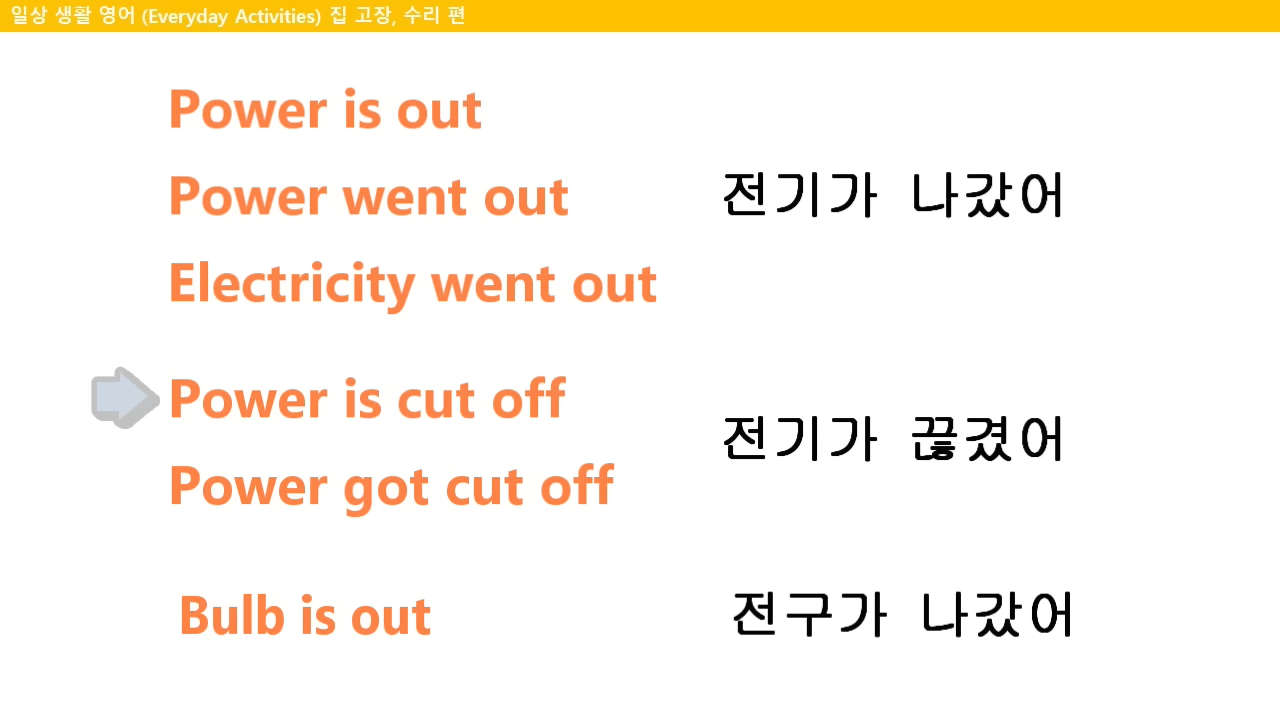 일상 생활 영어 (Everyday Activities) 집 고장, 수리 편
Power is out
Power went out
전기가 나갔어
Electricity went out
Power is cut off
전기가 끊겼어
Power got cut off
Bulb is out
전구가 나갔어